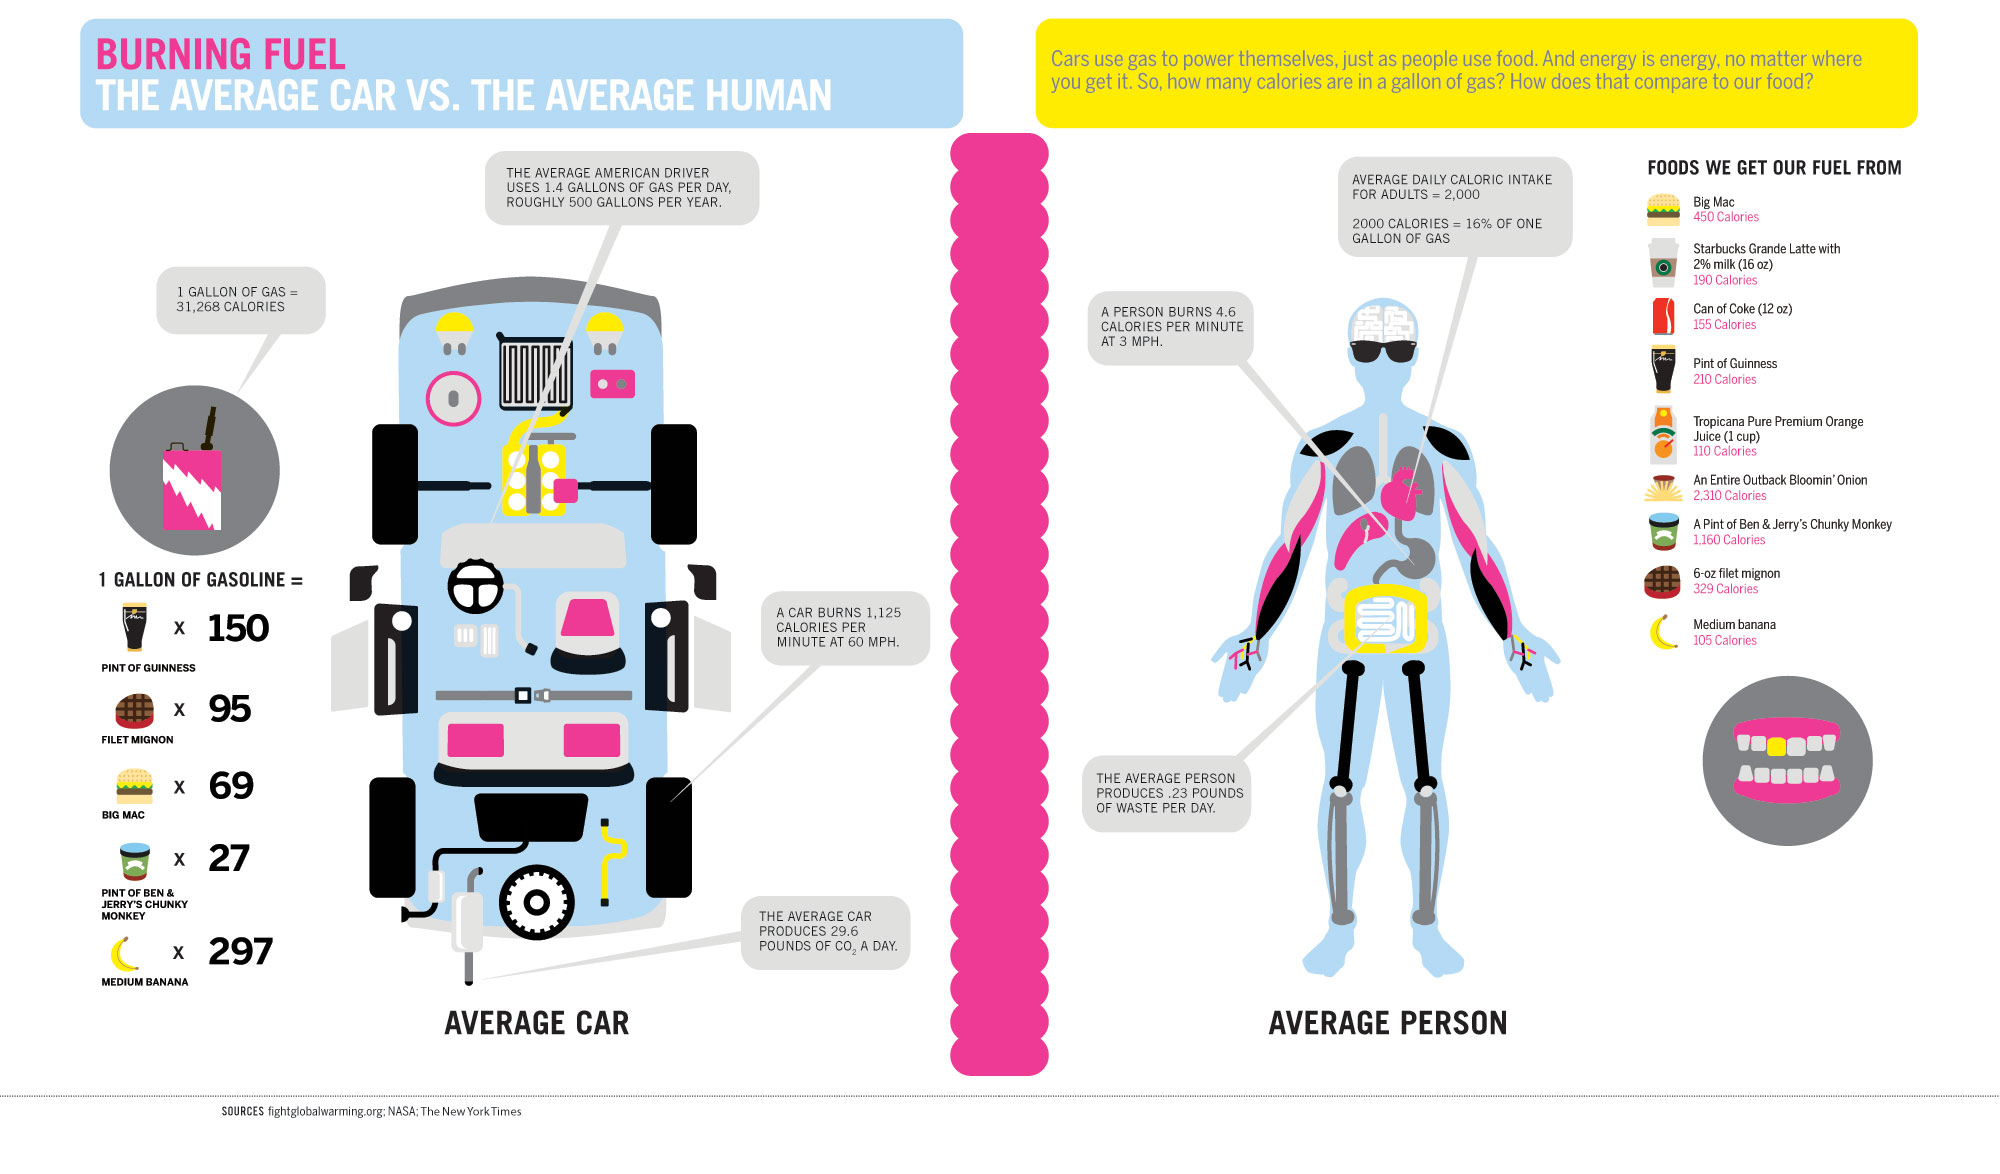 BURNING FUEL
THE AVERAGE CAR VS. THE AVERAGE HUMAN
Cars use gas to power themselves, just as people use food. And energy is energy, no matter where
you get it. So, how many calories are in a gallon of gas? How does that compare to our food?
THE AVERAGE AMERICAN DRIVER
USES 1.4 GALLONS OF GAS PER DAY,
ROUGHLY 500 GALLONS PER YEAR.
1 GALLON OF GAS =
31,268 CALORIES
1 GALLON OF GASOLINE =
X 150
PINT OF GUINNESS
X 95
FILET MIGNON
X 69
BIG MAC
X 27
PINT OF BEN &
JERRY'S CHUNKY
MONKEY
X 297
MEDIUM BANANA
A CAR BURNS 1,125
CALORIES PER
MINUTE AT 60 MPH.
THE AVERAGE CAR
PRODUCES 29.6
POUNDS OF CO2 A DAY.
AVERAGE CAR
AVERAGE DAILY CALORIC INTAKE
FOR ADULTS = 2,000
2000 CALORIES = 16% OF ONE
GALLON OF GAS
A PERSON BURNS 4.6
CALORIES PER MINUTE
AT 3 MPH.
THE AVERAGE PERSON
PRODUCES .23 POUNDS
OF WASTE PER DAY.
AVERAGE PERSON
FOODS WE GET OUR FUEL FROM
Big Mac
450 Calories
Starbucks Grande Latte with
2% milk (16 oz)
190 Calories
Can of Coke (12 oz)
155 Calories
Pint of Guinness
210 Calories
Tropicana Pure Premium Orange
Juice (1 cup)
110 Calories
An Entire Outback Bloomin' Onion
2,310 Calories
A Pint of Ben & Jerry's Chunky Monkey
1,160 Calories
6-oz filet mignon
329 Calories
Medium banana
105 Calories
SOURCES fightglobalwarming.org; NASA; The New York Times